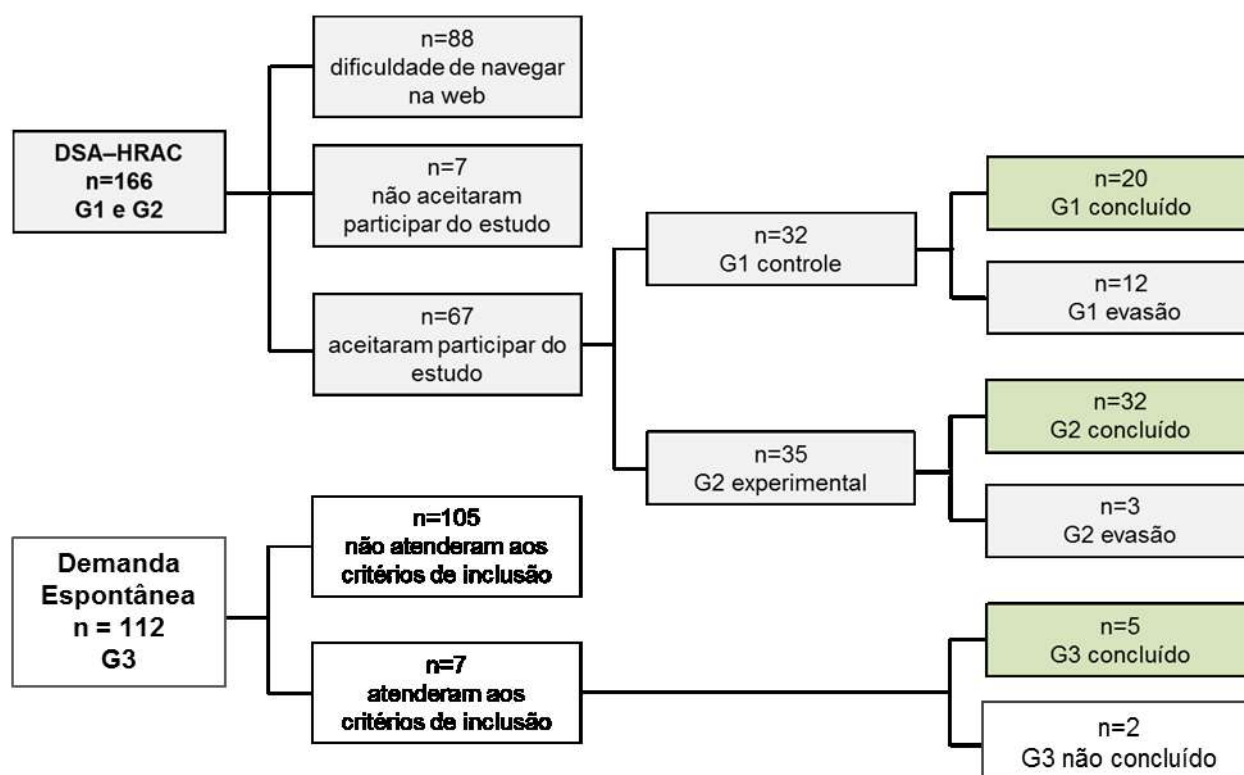 DSA–HRAC
n=166
G1 e G2
n=88
dificuldade de navegar
na web
n=7
não aceitaram
participar do estudo
n=67
aceitaram participar do
estudo
n=32
G1 controle
n=35
G2 experimental
n=20
G1 concluído
n=12
G1 evasão
n=32
G2 concluído
n=3
G2 evasão
Demanda
Espontânea
n = 112
G3
n=105
não atenderam aos
critérios de inclusão
n=7
atenderam aos
critérios de inclusão
n=5
G3 concluído
n=2
G3 não concluído